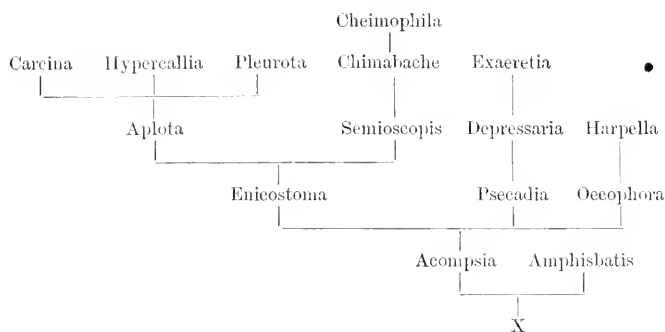 Cheimophila
Carcina Hypercallia Pleurota Chimabache Exaeretia
Aplota Semioscopis Depressaria Harpella
Enicostoma Psecadia Oecophora
Acompsia Amphisbatis
X